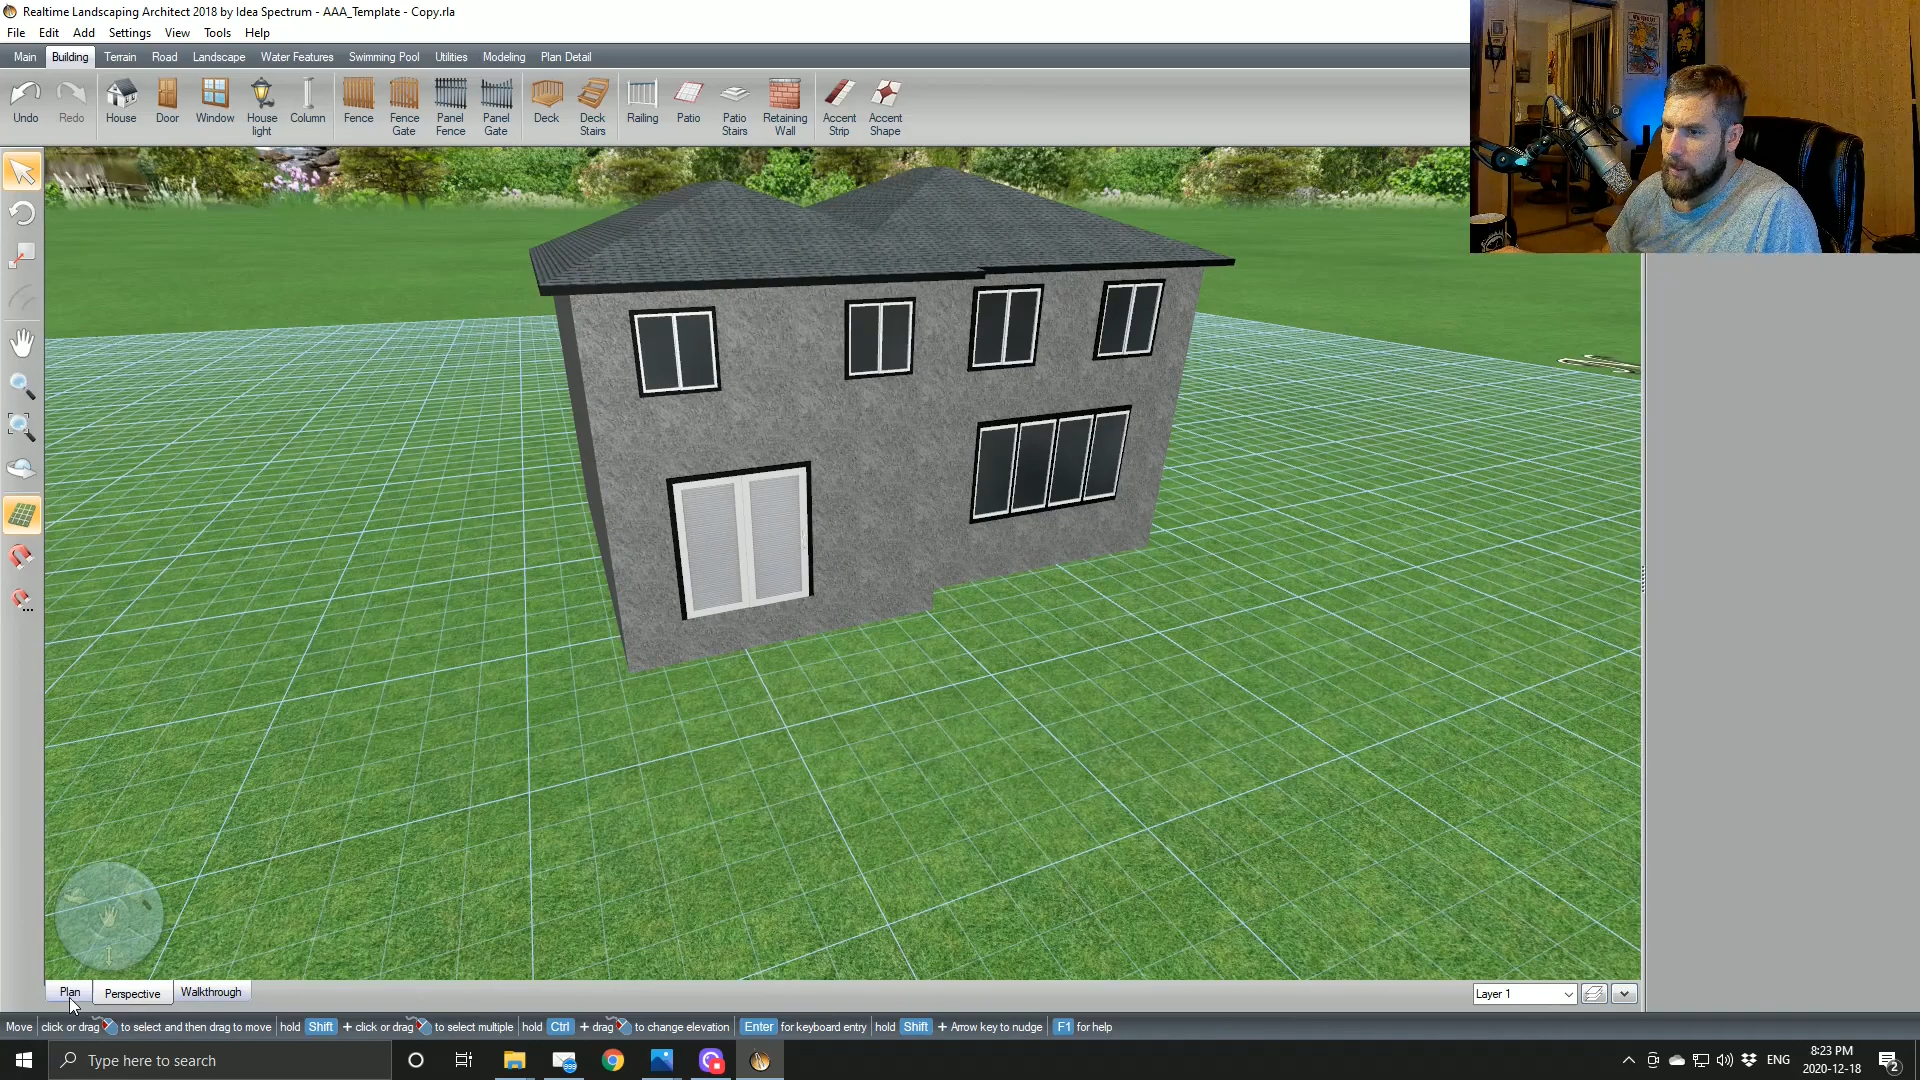 Realtime Landscaping Architect 2018 by Idea Spectrum - AAA_Template - Copy.rla
File Edit Add Settings View Tools Help
Main Building Terrain Road Landscape Water Features Swimming Pool Utilities Modeling Plan Detail
Undo Redo House Door Window House light Column Fence Fence Gate Panel Fence Panel Gate Deck Deck Stairs Railing Patio Patio Stairs Retaining Wall Accent Strip Accent Shape
Plan Perspective Walkthrough
Layer 1
Move click or drag to select and then drag to move hold Shift + click or drag to select multiple hold Ctrl + drag to change elevation Enter for keyboard entry hold Shift + Arrow key to nudge F1 for help
Type here to search
999
ENG
8:23 PM
2020-12-18
2